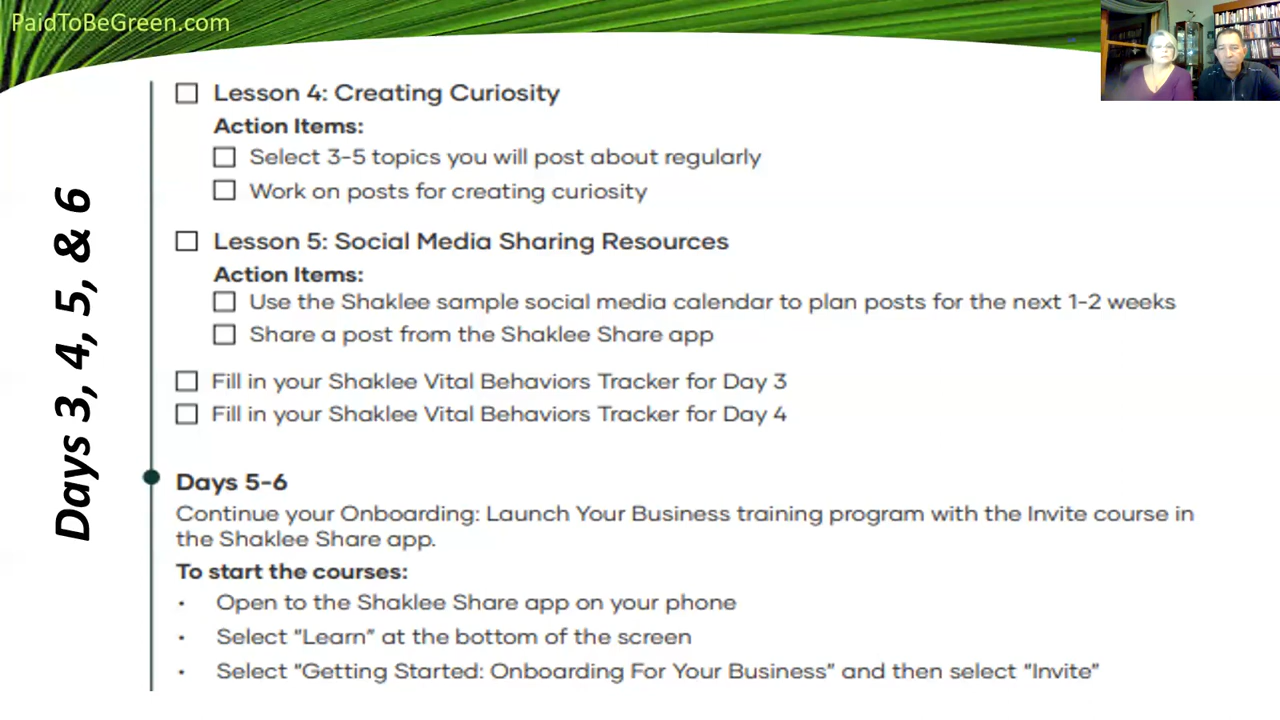 PaidToBeGreen.com
Days 3, 4, 5, & 6
Lesson 4: Creating Curiosity
Action Items:
Select 3-5 topics you will post about regularly
Work on posts for creating curiosity
Lesson 5: Social Media Sharing Resources
Action Items:
Use the Shaklee sample social media calendar to plan posts for the next 1-2 weeks
Share a post from the Shaklee Share app
Fill in your Shaklee Vital Behaviors Tracker for Day 3
Fill in your Shaklee Vital Behaviors Tracker for Day 4
Days 5-6
Continue your Onboarding: Launch Your Business training program with the Invite course in
the Shaklee Share app.
To start the courses:
• Open to the Shaklee Share app on your phone
• Select "Learn" at the bottom of the screen
• Select "Getting Started: Onboarding For Your Business" and then select "Invite"